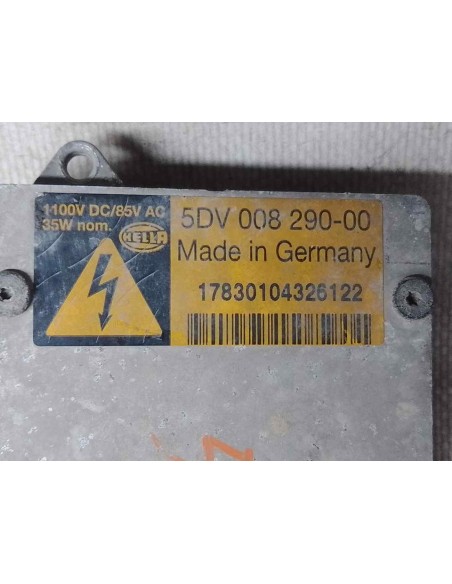 1100V DC/85V AC
35W nom.
HELLA
5DV 008 290-00
Made in Germany
17830104326122